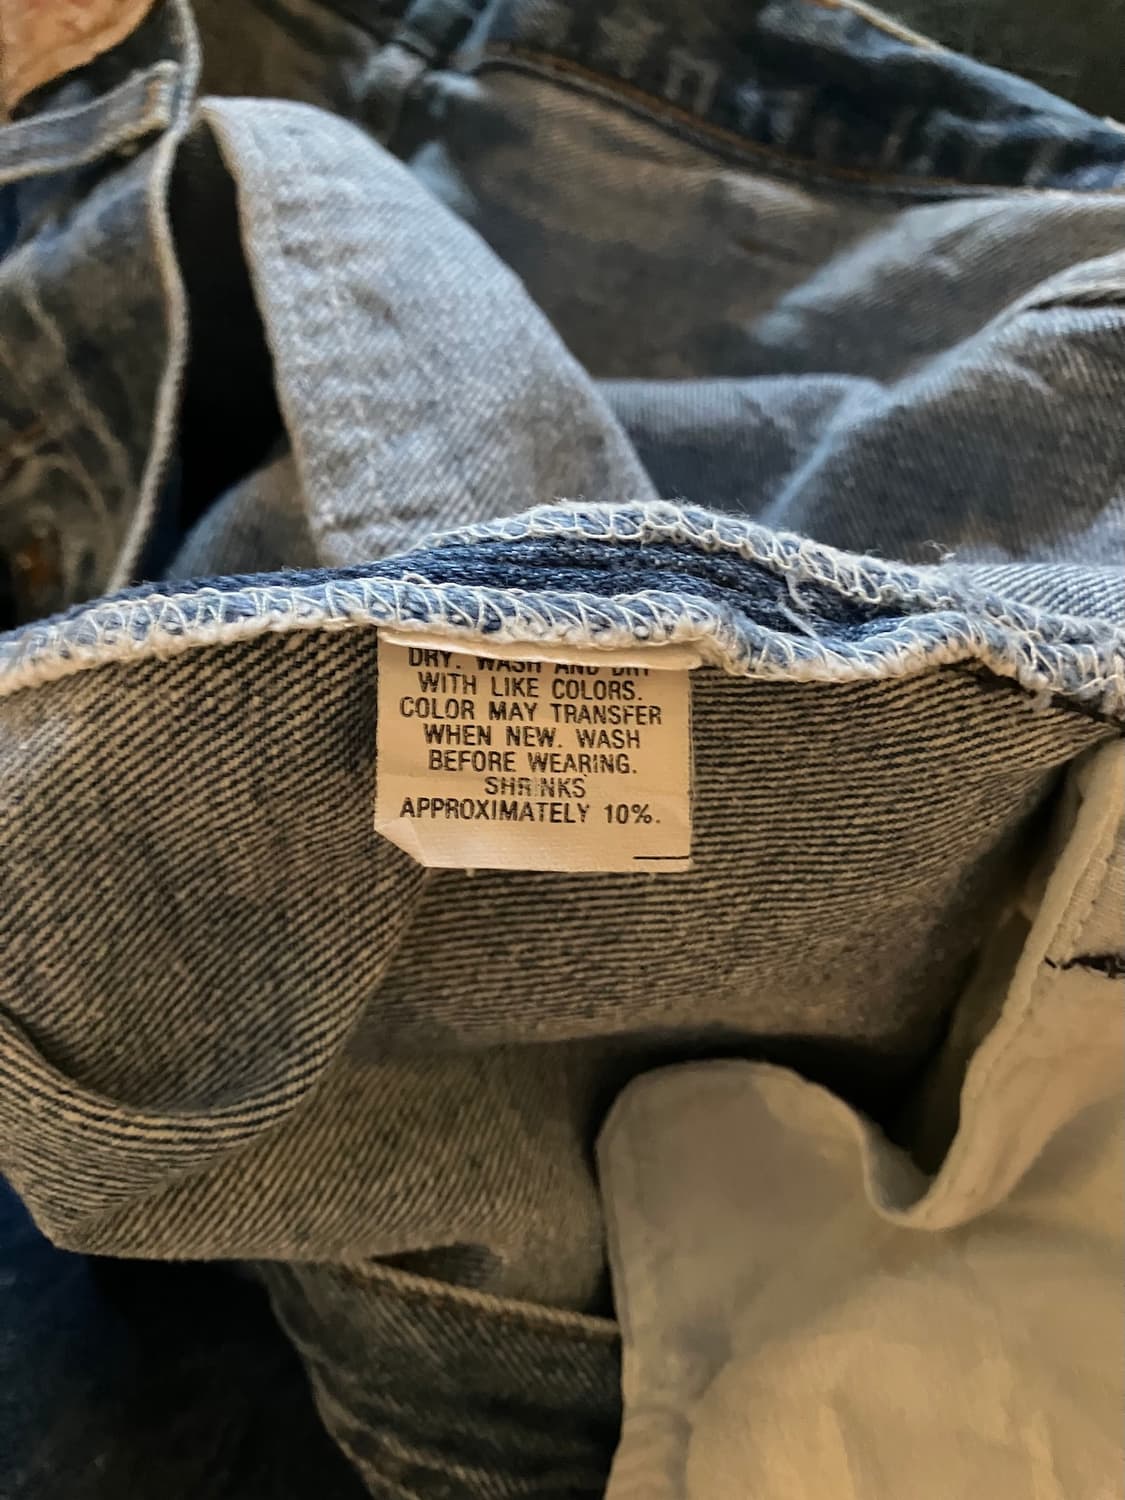 DRY. WASH AND DRY
WITH LIKE COLORS.
COLOR MAY TRANSFER
WHEN NEW. WASH
BEFORE WEARING.
SHRINKS
APPROXIMATELY 10%.